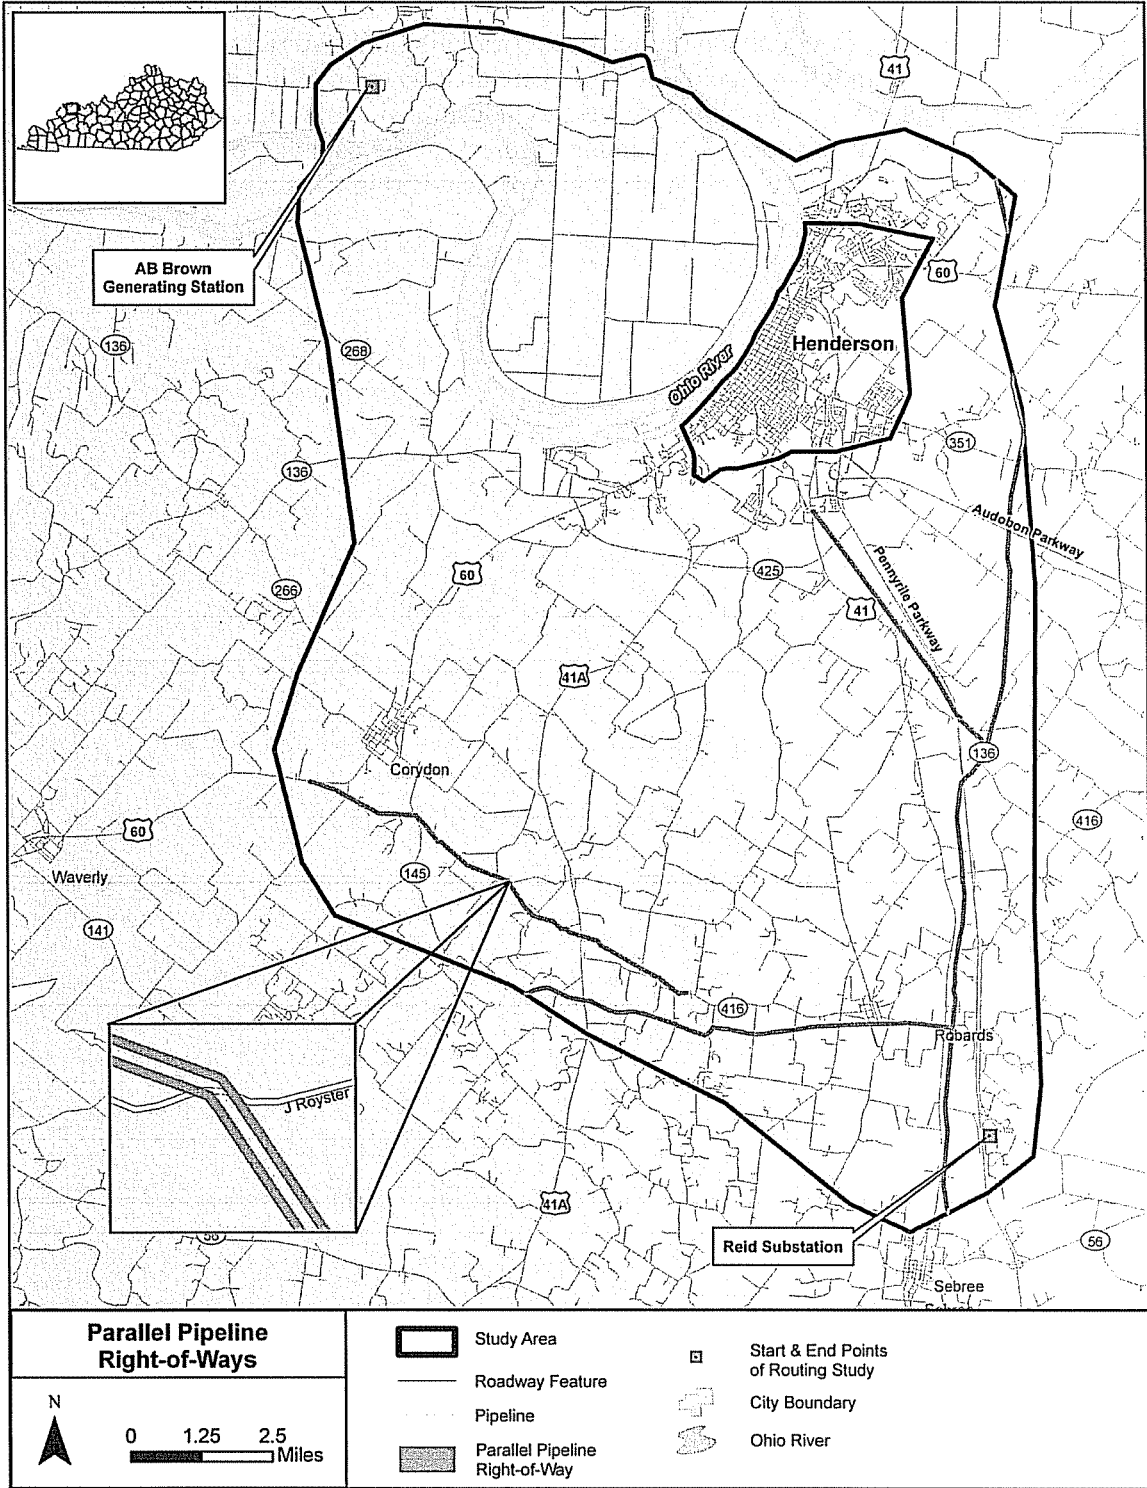 41
AB Brown
Generating Station
60
136
268
Henderson
Ohio River
351
136
Audobon Parkway
60
425
Pennyrile Parkway
266
41
41A
136
Corydon
416
60
145
Waverly
141
416
Robards
J Royster
41A
Reid Substation
56
56
Sebree
Parallel Pipeline
Right-of-Ways
N
0 1.25 2.5
Miles
Study Area
Roadway Feature
Pipeline
Parallel Pipeline
Right-of-Way
Start & End Points
of Routing Study
City Boundary
Ohio River